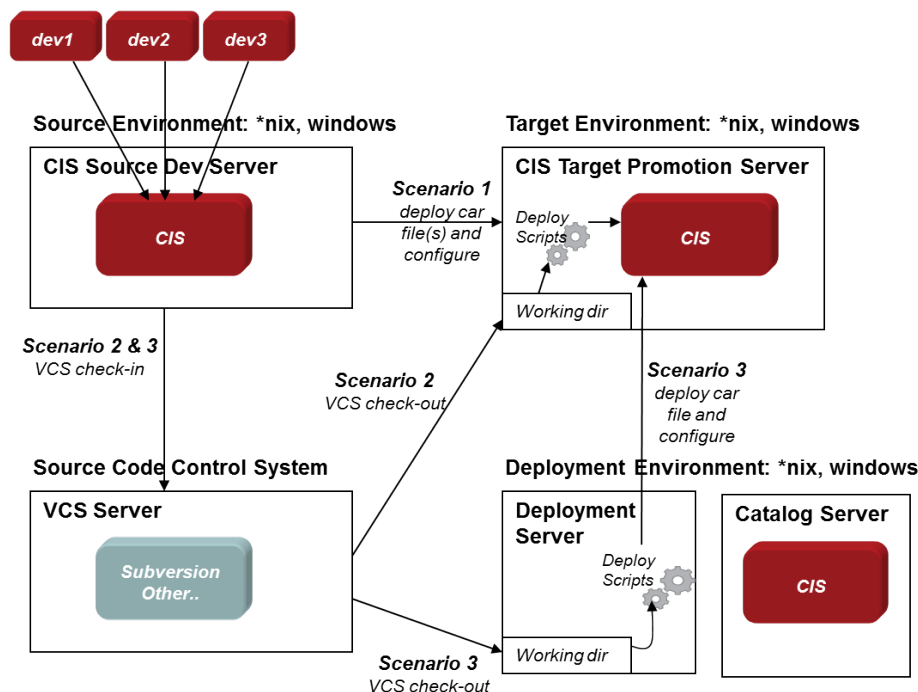 dev1
dev2
dev3
Source Environment: *nix, windows
Target Environment: *nix, windows
CIS Source Dev Server
CIS
Scenario 1
deploy car
file(s) and
configure
CIS Target Promotion Server
Deploy
Scripts
CIS
Working dir
Scenario 2 & 3
VCS check-in
Scenario 2
VCS check-out
Scenario 3
deploy car
file and
configure
Source Code Control System
Deployment Environment: *nix, windows
VCS Server
Subversion
Other..
Deployment
Server
Deploy
Scripts
Working dir
Catalog Server
CIS
Scenario 3
VCS check-out